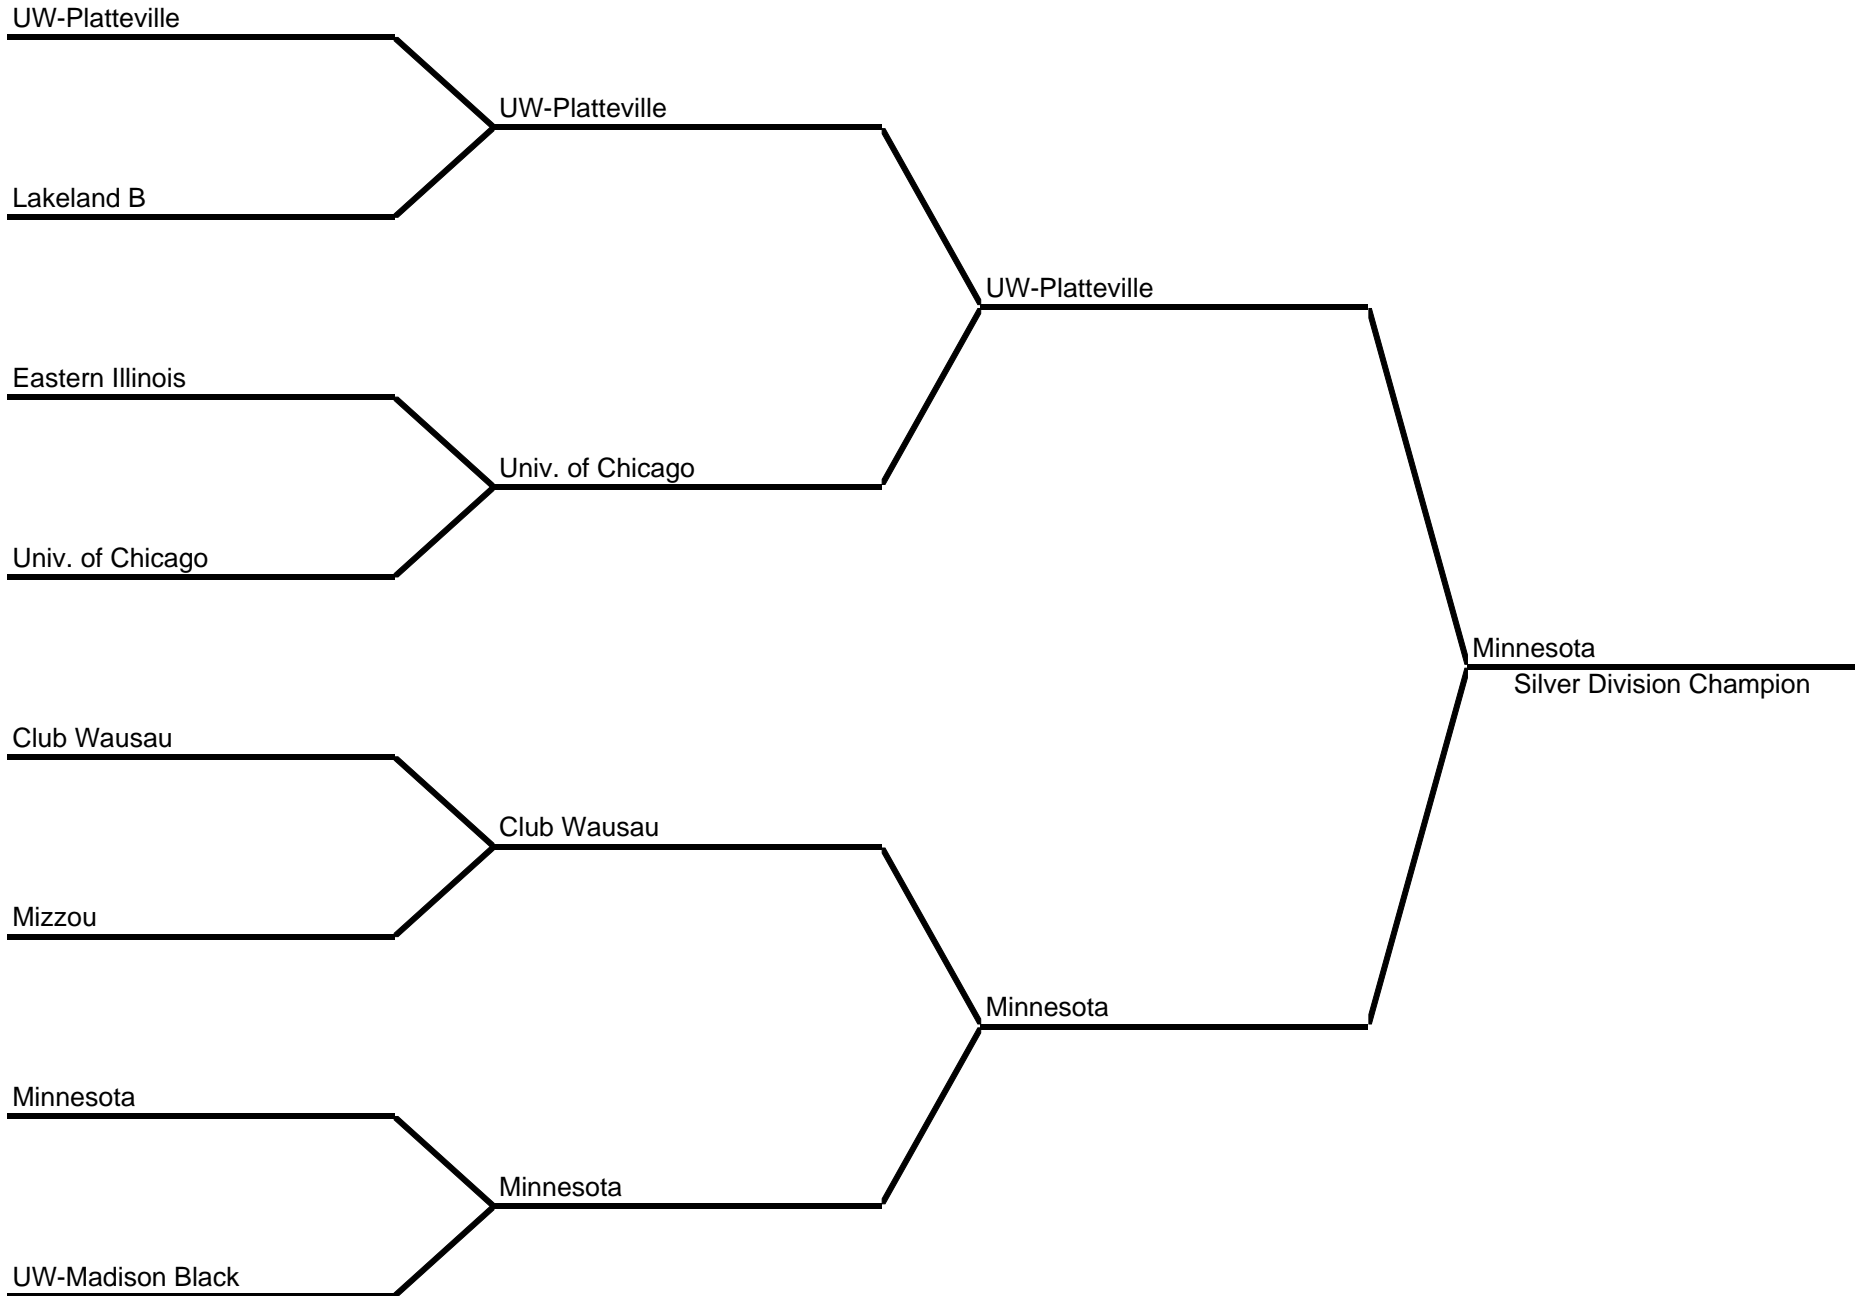 UW-Platteville
UW-Platteville
Lakeland B
UW-Platteville
Eastern Illinois
Univ. of Chicago
Univ. of Chicago
Minnesota
Silver Division Champion
Club Wausau
Club Wausau
Mizzou
Minnesota
Minnesota
Minnesota
UW-Madison Black